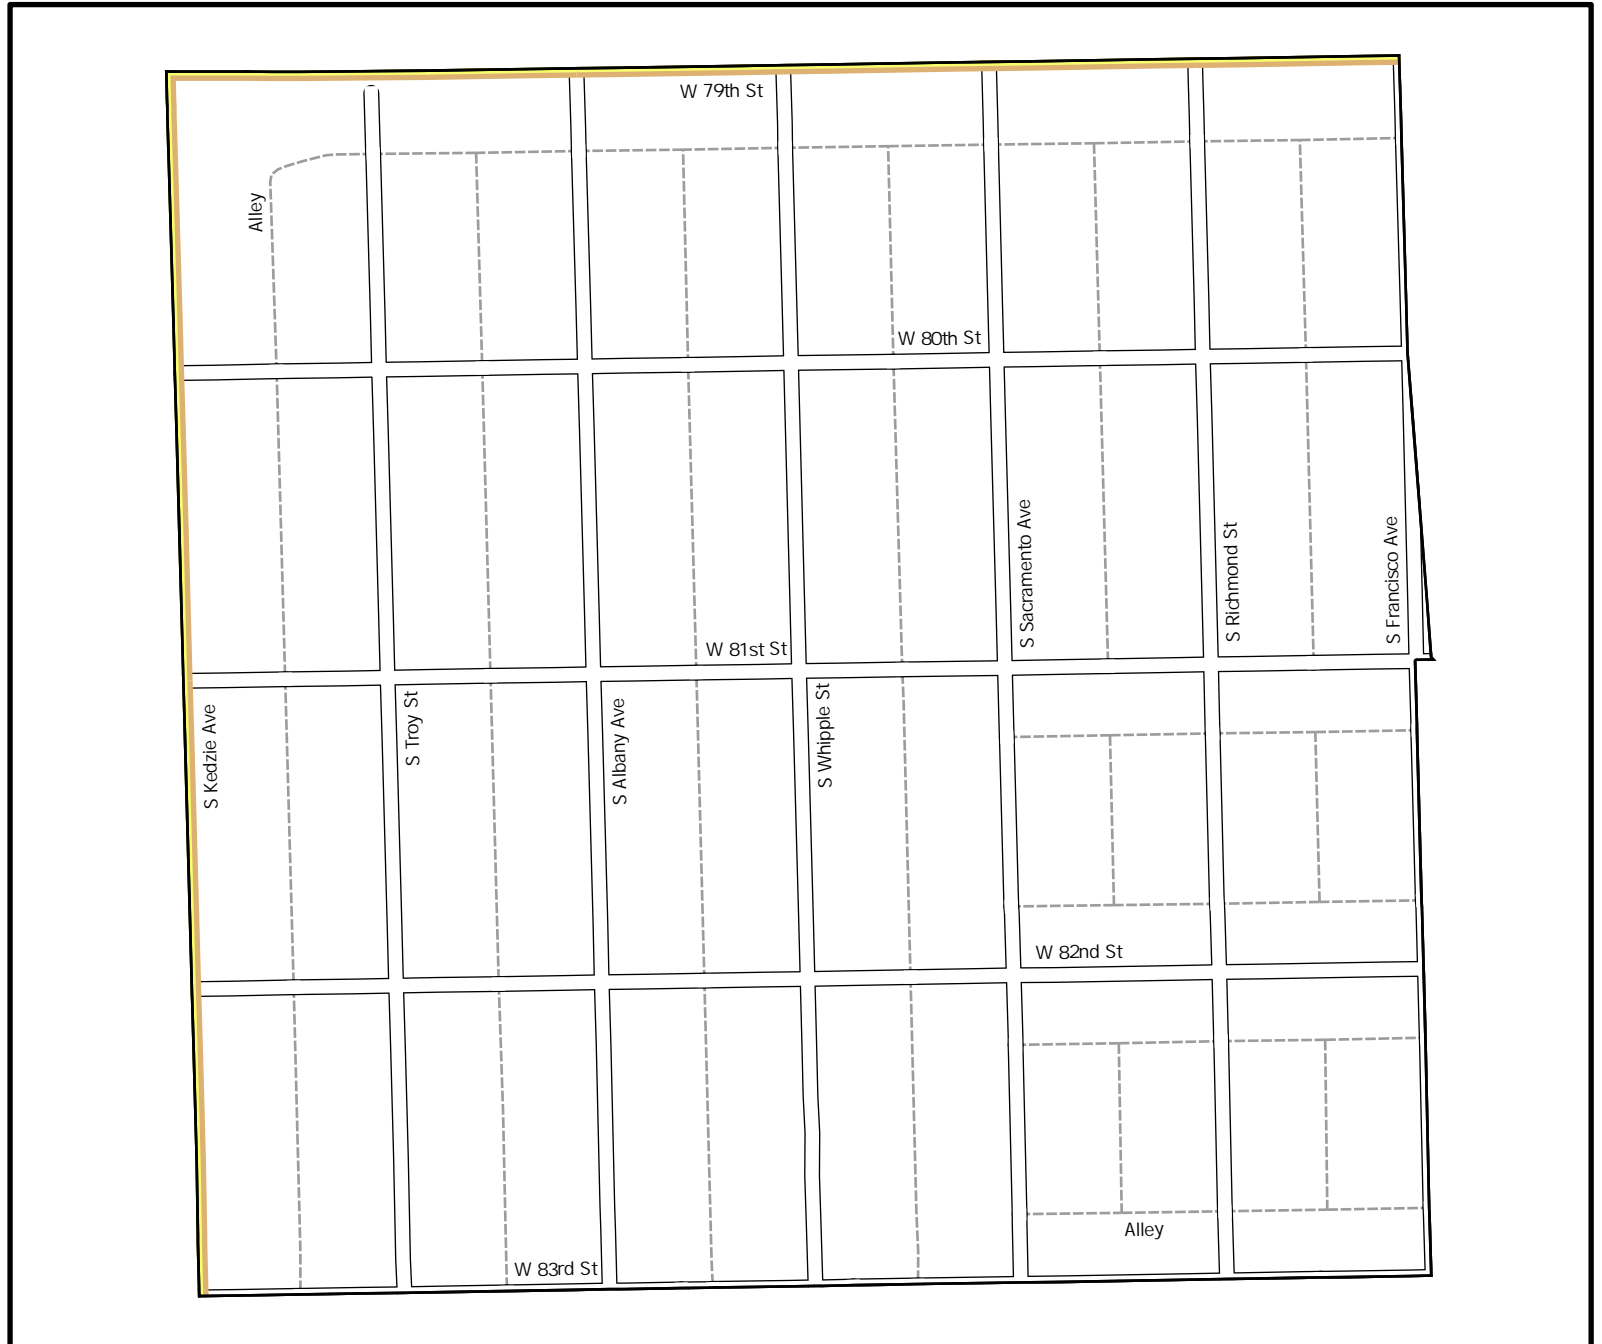 W 79th St
Alley
W 80th St
S Sacramento Ave
S Richmond St
S Francisco Ave
W 81st St
S Kedzie Ave
S Troy St
S Albany Ave
S Whipple St
W 82nd St
Alley
W 83rd St